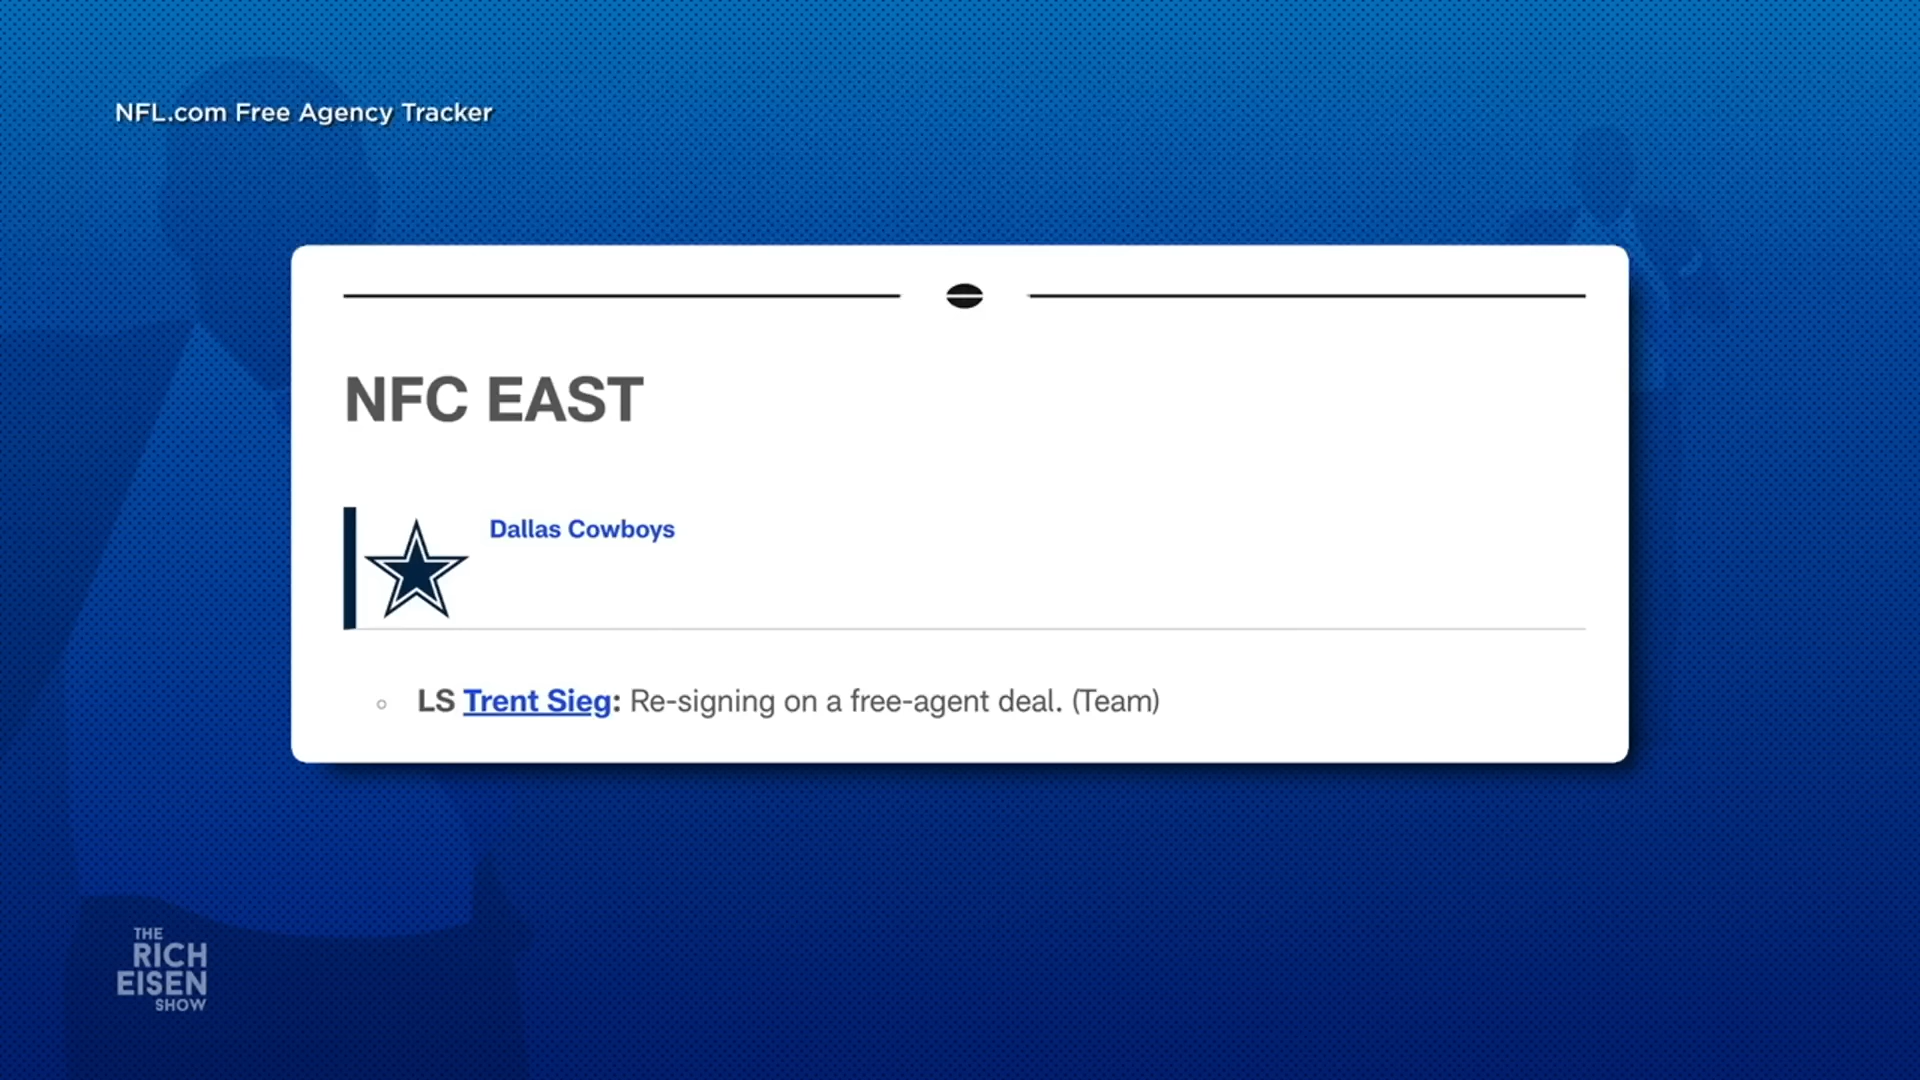 NFL.com Free Agency Tracker
NFC EAST
Dallas Cowboys
LS Trent Sieg: Re-signing on a free-agent deal. (Team)
THE
RICH
EISEN
SHOW